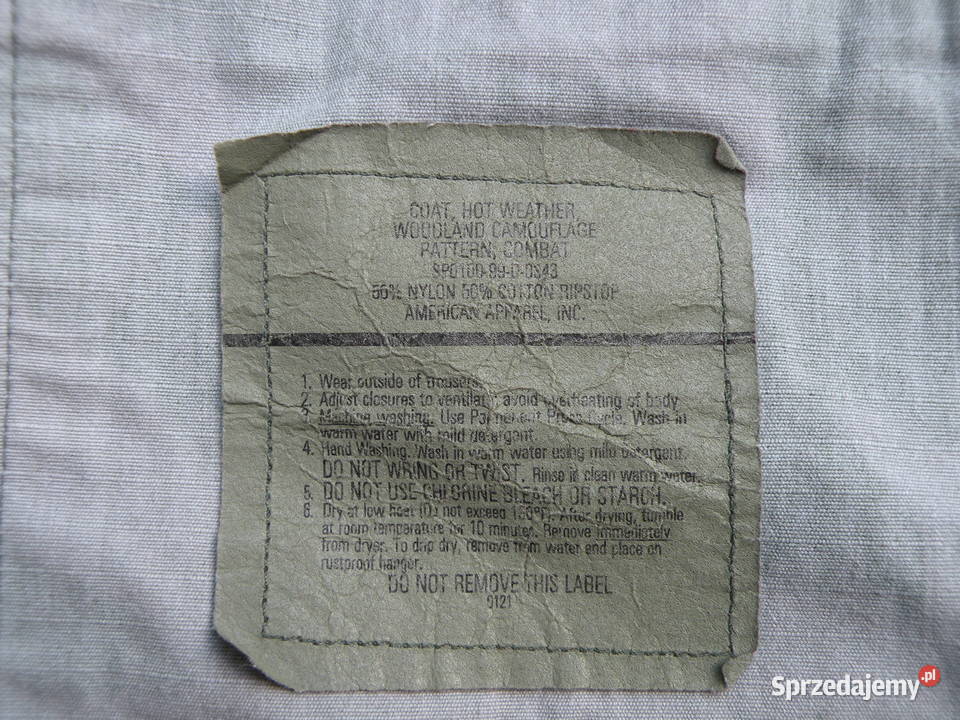 COAT, HOT WEATHER,
WOODLAND CAMOUFLAGE
PATTERN, COMBAT
SP0100-99-D-0343
50% NYLON 50% COTTON RIPSTOP
AMERICAN APPAREL, INC.
1. Wear outside of trousers.
2. Adjust closures to ventilate, avoid overheating of body
3. Machine washing. Use Permanent Press Cycle. Wash in
warm water with mild detergent.
4. Hand Washing. Wash in warm water using mild detergent.
DO NOT WRING OR TWIST. Rinse in clean warm water.
5. DO NOT USE CHLORINE BLEACH OR STARCH.
6. Dry at low heat (Do not exceed After drying, tumble
at room temperature for 10 minutes. Remove immediately
from dryer. To drip dry, remove from water and place on
rustproof hanger.
DO NOT REMOVE THIS LABEL
0121
Sprzedajemy.pl